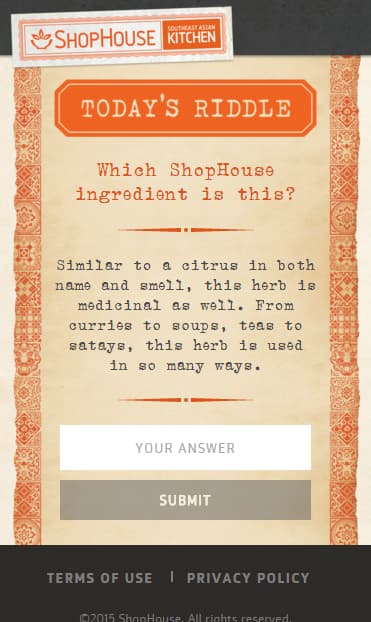 ShopHouse SOUTHEAST ASIAN KITCHEN
TODAY'S RIDDLE
Which ShopHouse
ingredient is this?
Similar to a citrus in both
name and smell, this herb is
medicinal as well. From
curries to soups, teas to
satays, this herb is used
in so many ways.
YOUR ANSWER
SUBMIT
TERMS OF USE | PRIVACY POLICY
©2015 ShopHouse. All rights reserved.